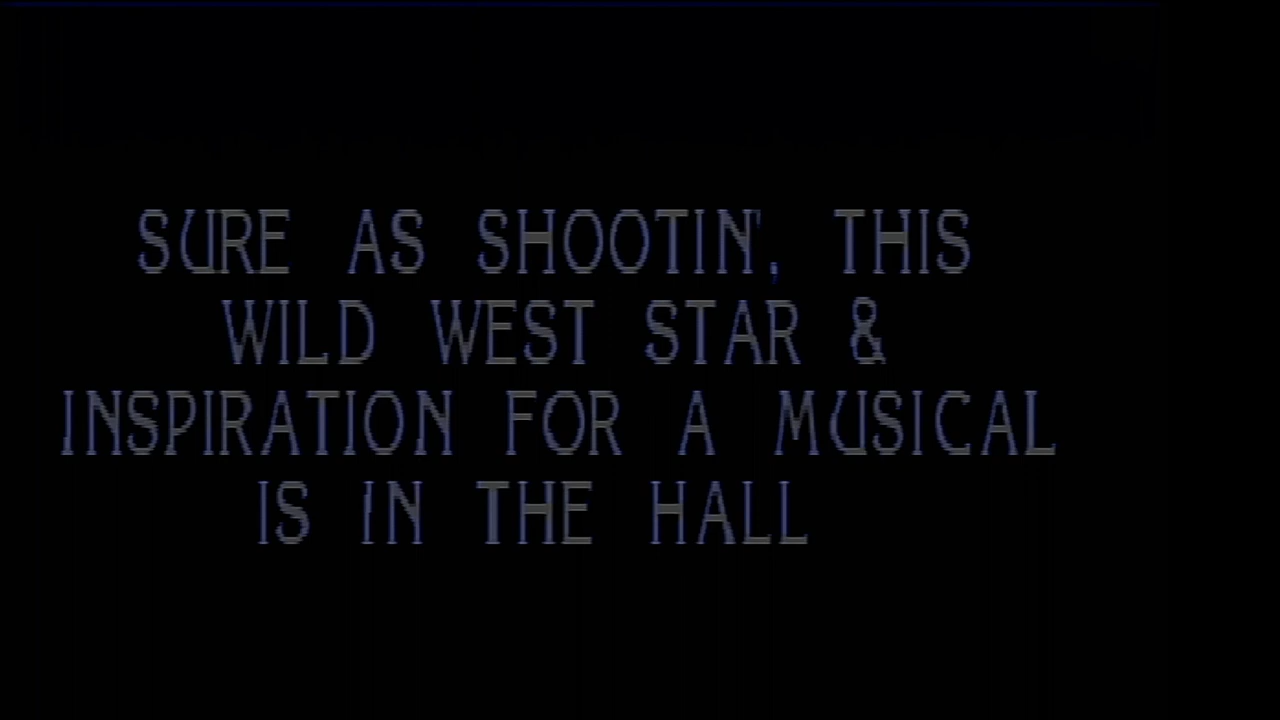 SURE AS SHOOTIN', THIS
WILD WEST STAR &
INSPIRATION FOR A MUSICAL
IS IN THE HALL